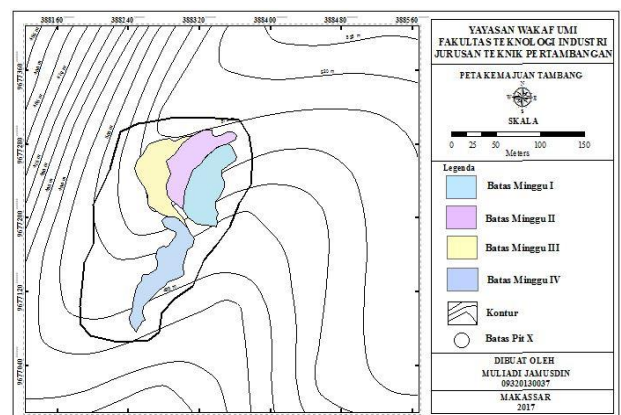 388160 388240 388320 388400 388480 388560
9677360
9677280
9677200
9677120
9677040
YAYASAN WAKAF UMI
FAKULTAS TEKNOLOGI INDUSTRI
JURUSAN TEKNIK PERTAMBANGAN
PETA KEMAJUAN TAMBANG
N
S
SKALA
0 25 50 100 150
Meters
Legenda
Batas Minggu I
Batas Minggu II
Batas Minggu III
Batas Minggu IV
Kontur
Batas Pit X
DIBUAT OLEH
MULIADI JAMUSDIN
09320130037
MAKASSAR
2017